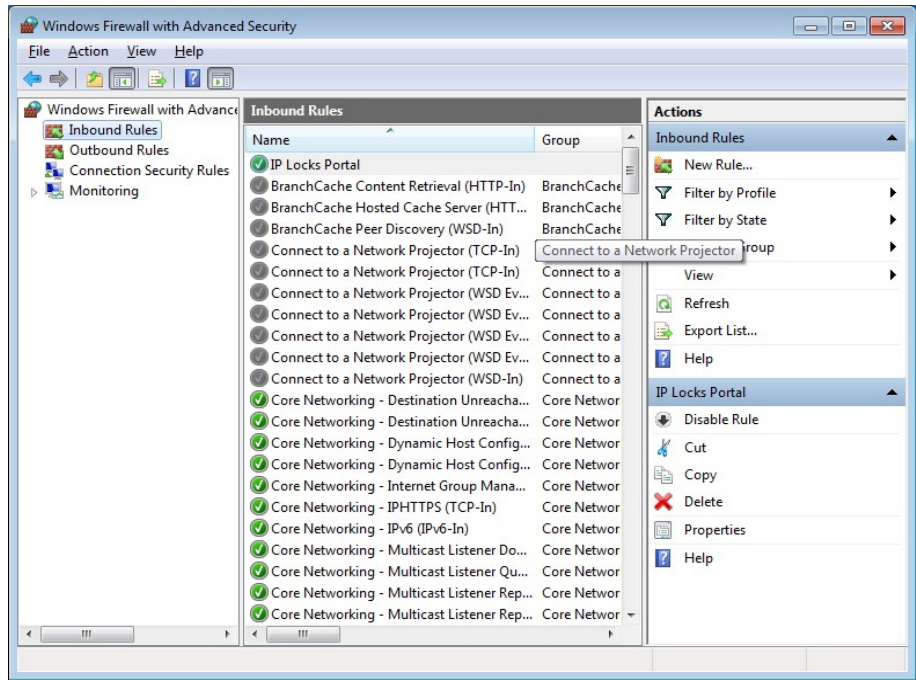 Windows Firewall with Advanced Security
File Action View Help
Windows Firewall with Advance
Inbound Rules
Outbound Rules
Connection Security Rules
Monitoring
Inbound Rules
Name Group
IP Locks Portal
BranchCache Content Retrieval (HTTP-In) BranchCache
BranchCache Hosted Cache Server (HTT... BranchCache
BranchCache Peer Discovery (WSD-In) BranchCache
Connect to a Network Projector (TCP-In) Connect to a Network Projector
Connect to a Network Projector (TCP-In) Connect to a
Connect to a Network Projector (WSD Ev... Connect to a
Connect to a Network Projector (WSD Ev... Connect to a
Connect to a Network Projector (WSD Ev... Connect to a
Connect to a Network Projector (WSD Ev... Connect to a
Connect to a Network Projector (WSD-In) Connect to a
Core Networking - Destination Unreacha... Core Networ
Core Networking - Destination Unreacha... Core Networ
Core Networking - Dynamic Host Config... Core Networ
Core Networking - Dynamic Host Config... Core Networ
Core Networking - Internet Group Mana... Core Networ
Core Networking - IPHTTPS (TCP-In) Core Networ
Core Networking - IPv6 (IPv6-In) Core Networ
Core Networking - Multicast Listener Do... Core Networ
Core Networking - Multicast Listener Qu... Core Networ
Core Networking - Multicast Listener Rep... Core Networ
Core Networking - Multicast Listener Rep... Core Networ
Actions
Inbound Rules
New Rule...
Filter by Profile
Filter by State
roup
View
Refresh
Export List...
Help
IP Locks Portal
Disable Rule
Cut
Copy
Delete
Properties
Help